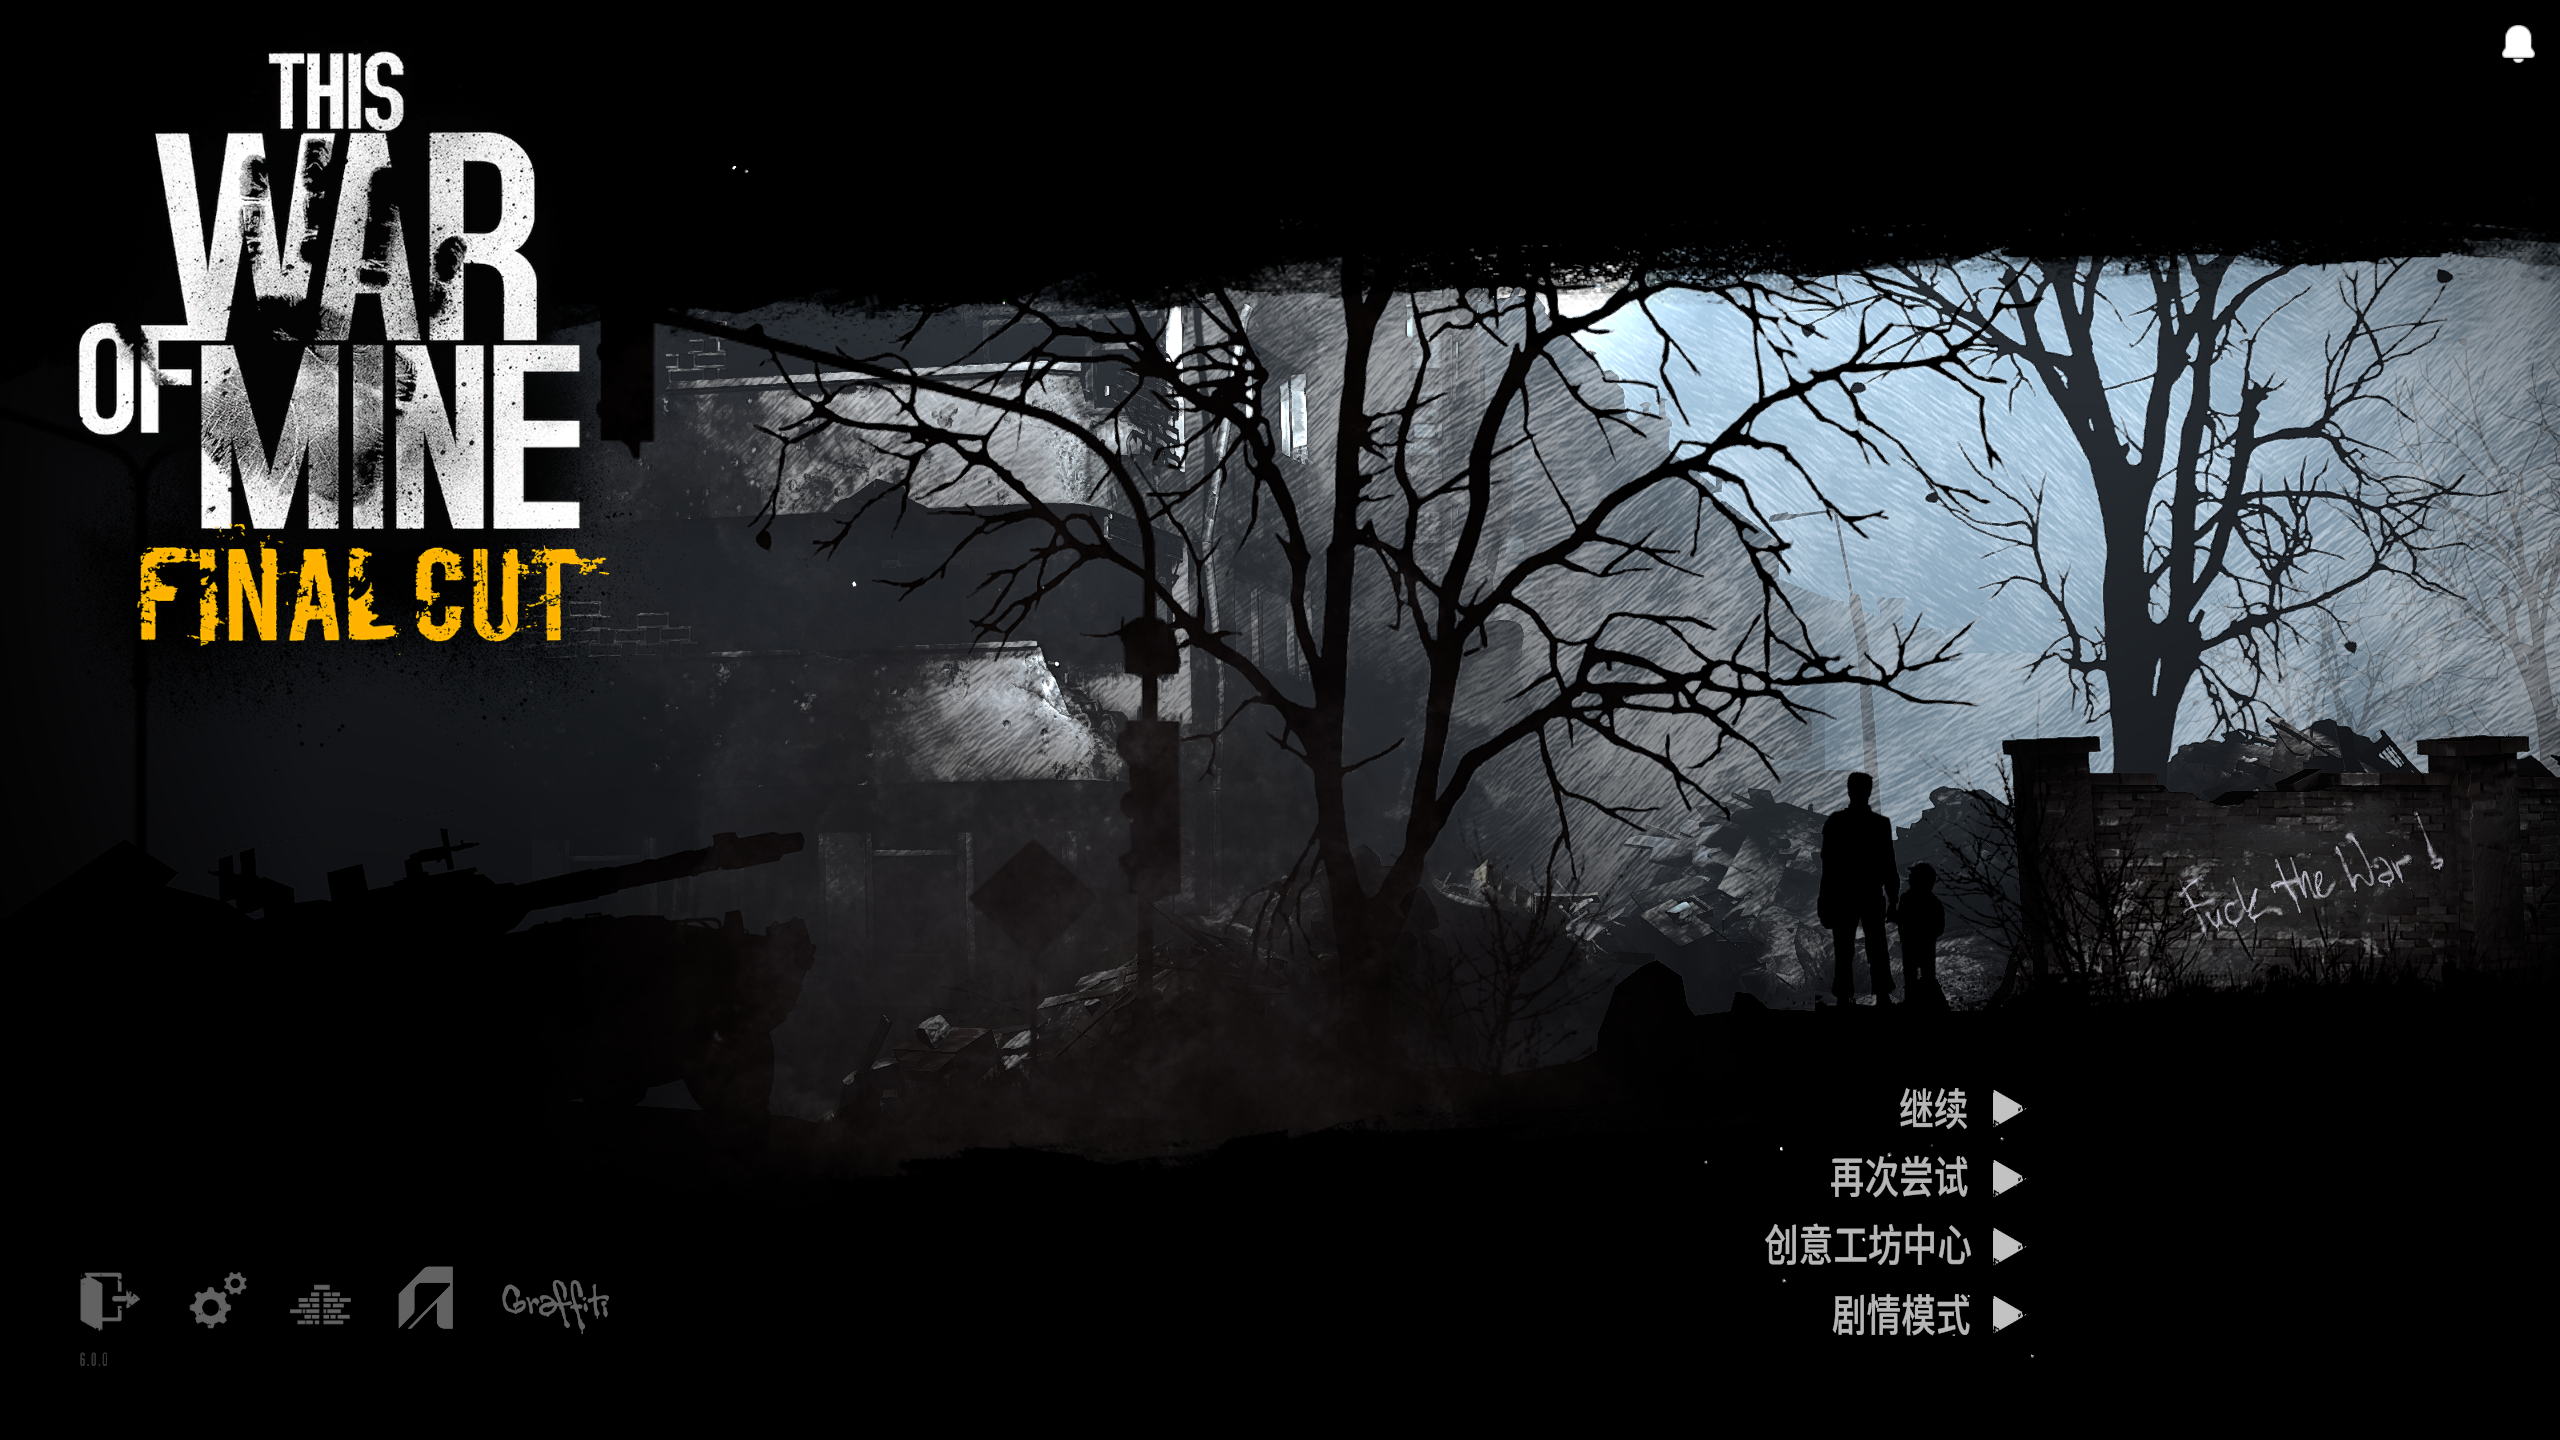 THIS
WAR
OF MINE
FINAL CUT
Fuck the War !
继续
再次尝试
创意工坊中心
剧情模式
Graffiti
6.0.0